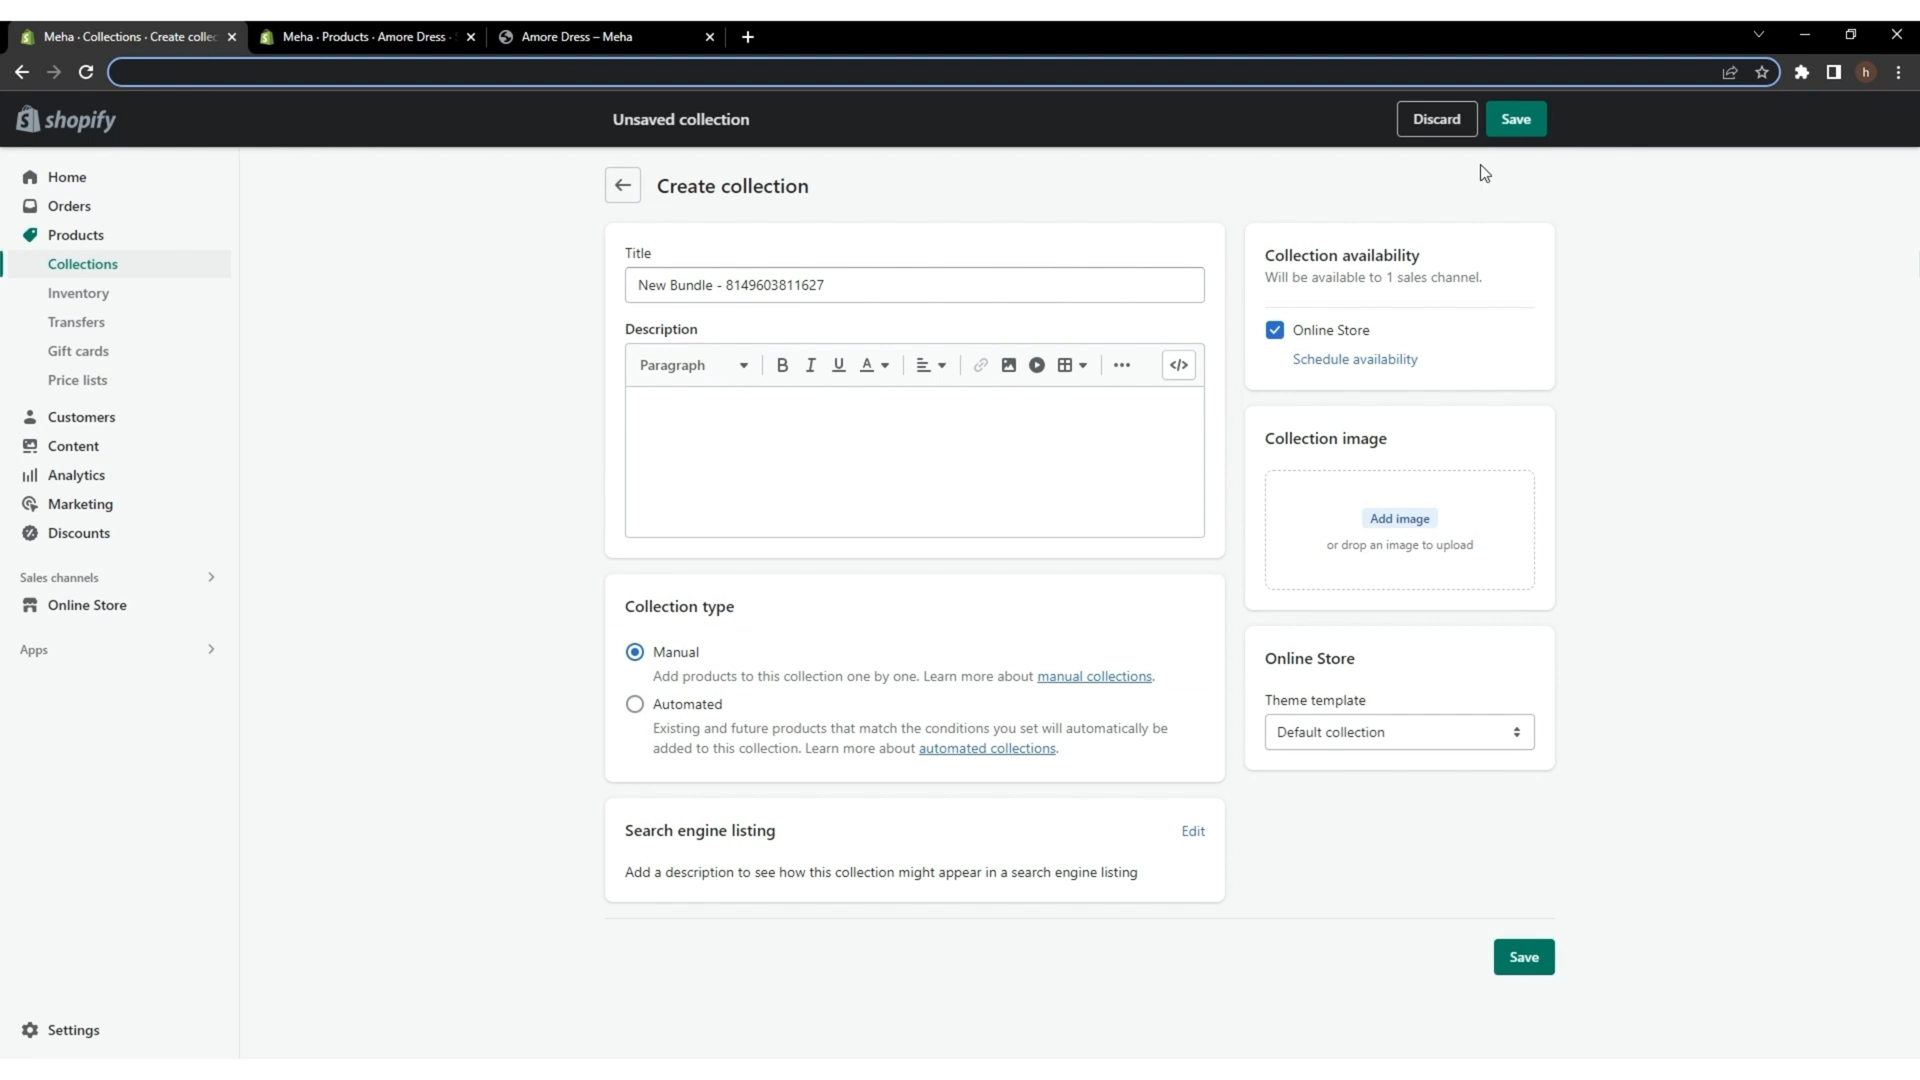 Meha · Collections · Create collec
Meha · Products · Amore Dress ·
Amore Dress – Meha
h
shopify
Unsaved collection
Discard
Save
Home
Orders
Products
Collections
Inventory
Transfers
Gift cards
Price lists
Customers
Content
Analytics
Marketing
Discounts
Sales channels
Online Store
Apps
Settings
Create collection
Title
New Bundle - 8149603811627
Description
Paragraph
B I U A
</>
Collection type
Manual
Add products to this collection one by one. Learn more about manual collections.
Automated
Existing and future products that match the conditions you set will automatically be
added to this collection. Learn more about automated collections.
Search engine listing
Edit
Add a description to see how this collection might appear in a search engine listing
Collection availability
Will be available to 1 sales channel.
Online Store
Schedule availability
Collection image
Add image
or drop an image to upload
Online Store
Theme template
Default collection
Save